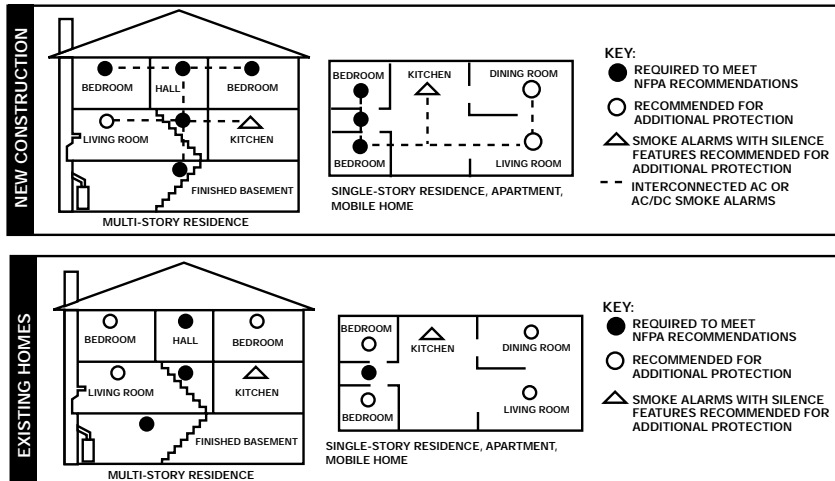 NEW CONSTRUCTION
BEDROOM
HALL
BEDROOM
LIVING ROOM
KITCHEN
FINISHED BASEMENT
MULTI-STORY RESIDENCE
BEDROOM
KITCHEN
DINING ROOM
BEDROOM
LIVING ROOM
SINGLE-STORY RESIDENCE, APARTMENT,
MOBILE HOME
KEY:
REQUIRED TO MEET
NFPA RECOMMENDATIONS
RECOMMENDED FOR
ADDITIONAL PROTECTION
SMOKE ALARMS WITH SILENCE
FEATURES RECOMMENDED FOR
ADDITIONAL PROTECTION
INTERCONNECTED AC OR
AC/DC SMOKE ALARMS
EXISTING HOMES
BEDROOM
HALL
BEDROOM
LIVING ROOM
KITCHEN
FINISHED BASEMENT
MULTI-STORY RESIDENCE
BEDROOM
KITCHEN
DINING ROOM
BEDROOM
LIVING ROOM
SINGLE-STORY RESIDENCE, APARTMENT,
MOBILE HOME
KEY:
REQUIRED TO MEET
NFPA RECOMMENDATIONS
RECOMMENDED FOR
ADDITIONAL PROTECTION
SMOKE ALARMS WITH SILENCE
FEATURES RECOMMENDED FOR
ADDITIONAL PROTECTION